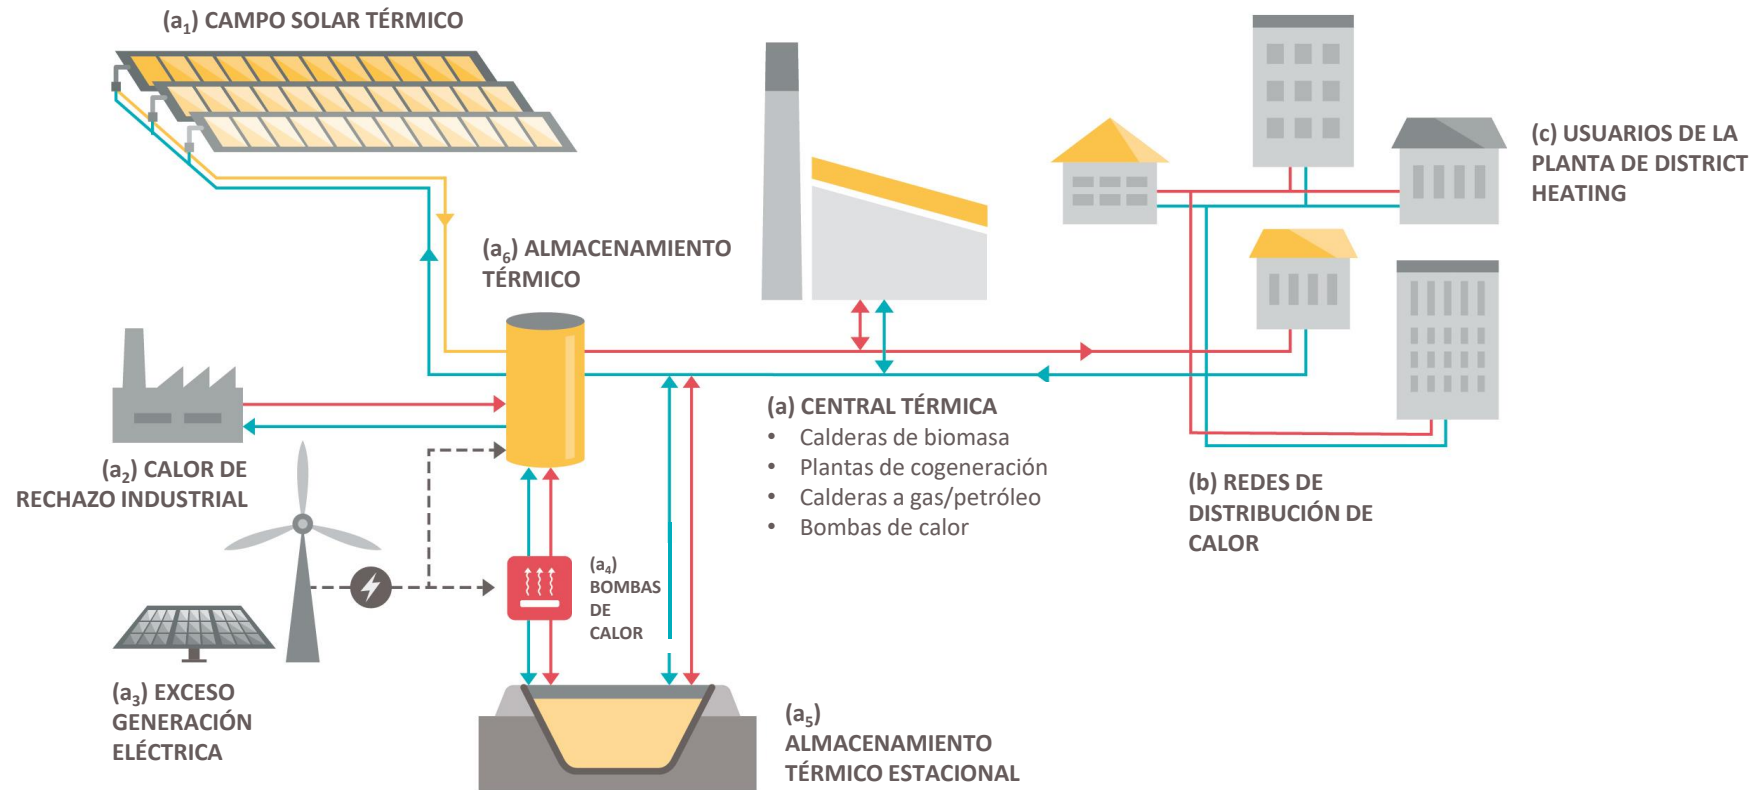 (a₁) CAMPO SOLAR TÉRMICO
(c) USUARIOS DE LA
PLANTA DE DISTRICT
HEATING
(a₆) ALMACENAMIENTO
TÉRMICO
(a) CENTRAL TÉRMICA
• Calderas de biomasa
• Plantas de cogeneración
• Calderas a gas/petróleo
• Bombas de calor
(a₂) CALOR DE
RECHAZO INDUSTRIAL
(b) REDES DE
DISTRIBUCIÓN DE
CALOR
(a₄)
BOMBAS
DE
CALOR
(a₃) EXCESO
GENERACIÓN
ELÉCTRICA
(a₅)
ALMACENAMIENTO
TÉRMICO ESTACIONAL